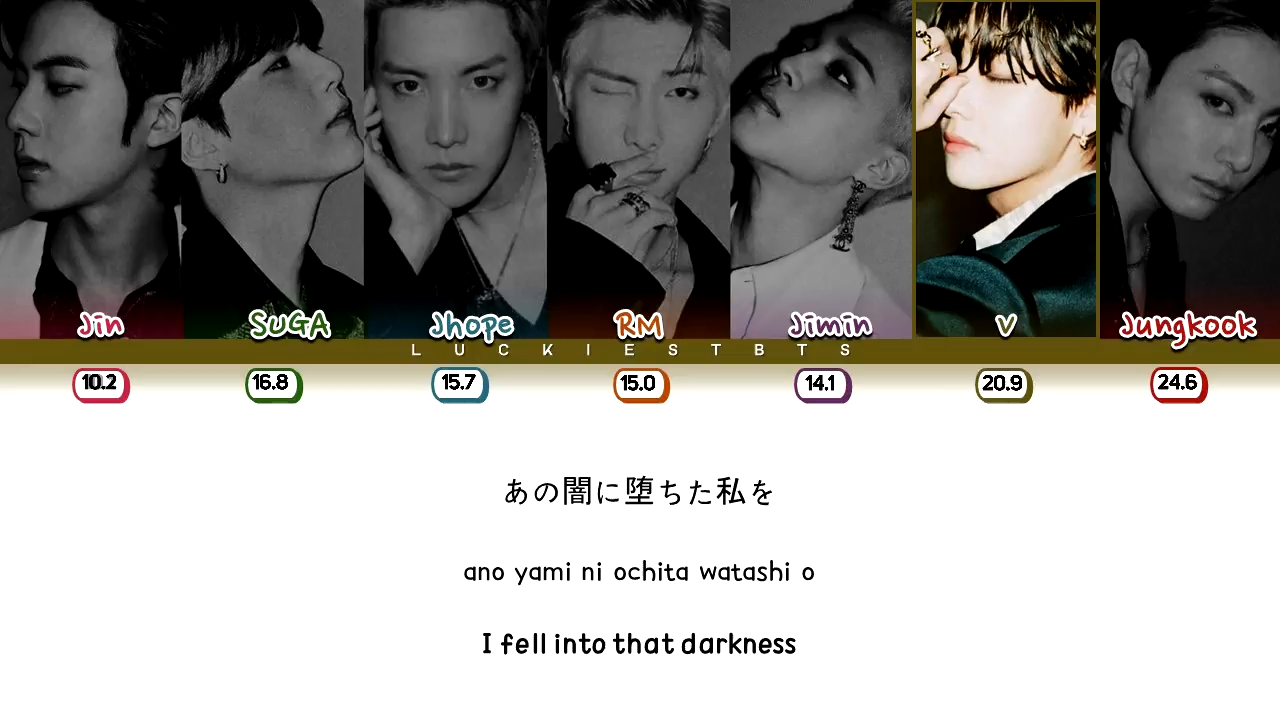 Jin SUGA Jhope RM Jimin V Jungkook
LUCKIESTBTS
10.2 16.8 15.7 15.0 14.1 20.9 24.6
あの闇に堕ちた私を
ano yami ni ochita watashi o
I fell into that darkness